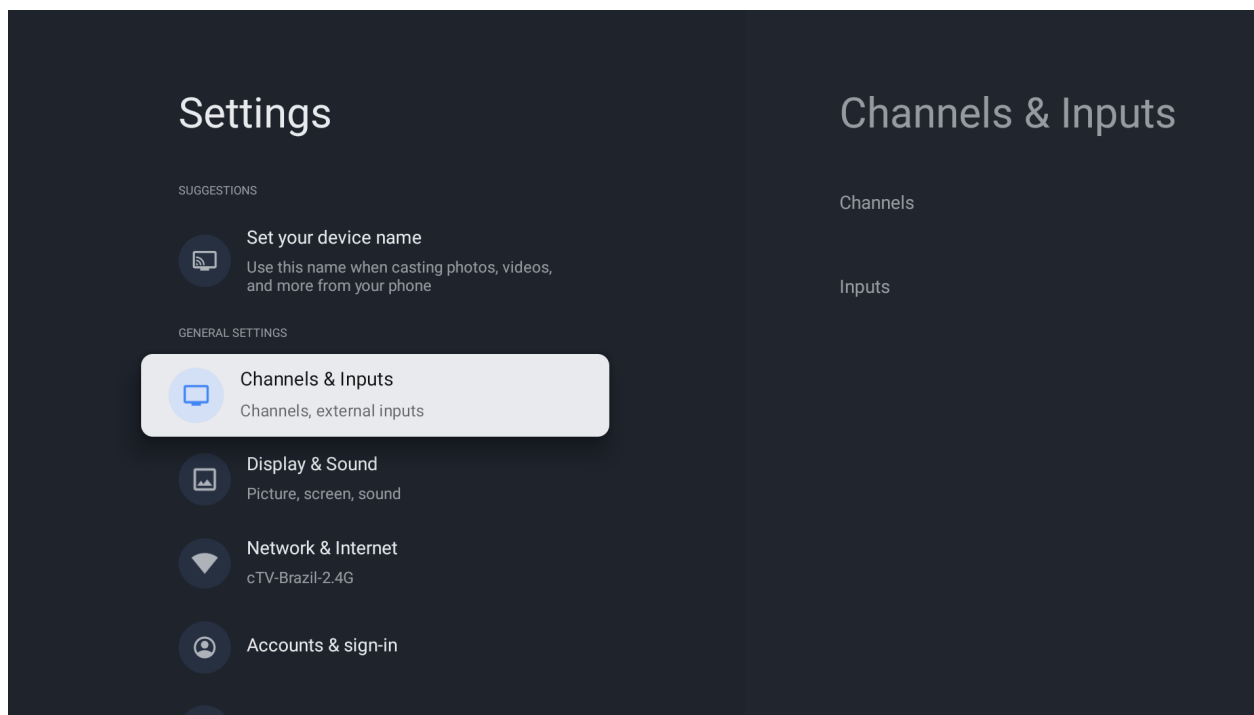 Settings
SUGGESTIONS
Set your device name
Use this name when casting photos, videos,
and more from your phone
GENERAL SETTINGS
Channels & Inputs
Channels, external inputs
Display & Sound
Picture, screen, sound
Network & Internet
cTV-Brazil-2.4G
Accounts & sign-in
Channels & Inputs
Channels
Inputs